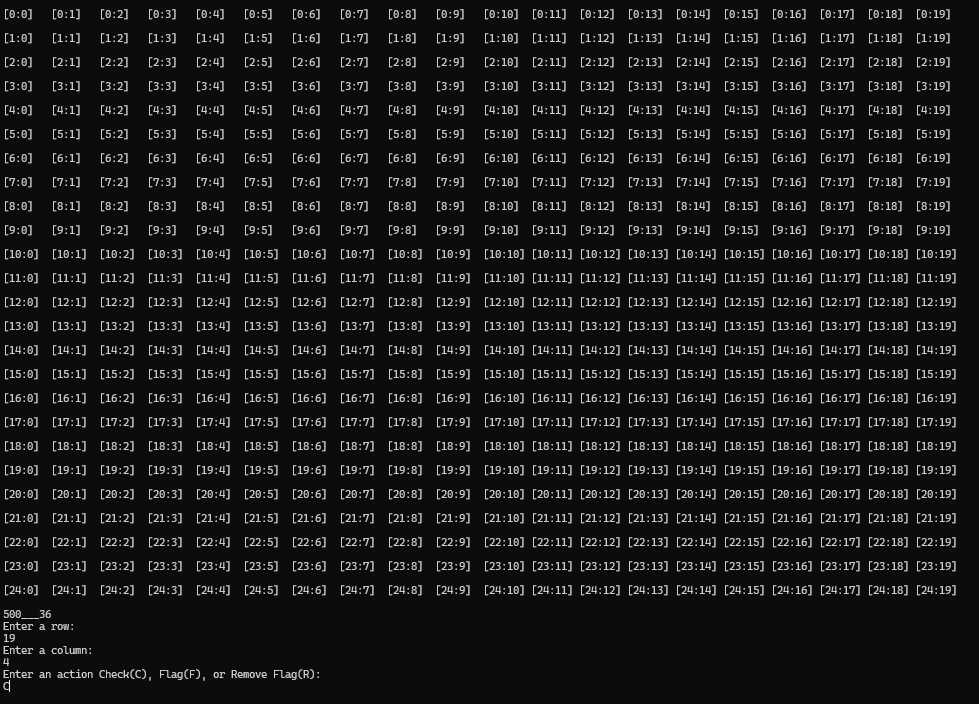 [0:0] [0:1] [0:2] [0:3] [0:4] [0:5] [0:6] [0:7] [0:8] [0:9] [0:10] [0:11] [0:12] [0:13] [0:14] [0:15] [0:16] [0:17] [0:18] [0:19]
[1:0] [1:1] [1:2] [1:3] [1:4] [1:5] [1:6] [1:7] [1:8] [1:9] [1:10] [1:11] [1:12] [1:13] [1:14] [1:15] [1:16] [1:17] [1:18] [1:19]
[2:0] [2:1] [2:2] [2:3] [2:4] [2:5] [2:6] [2:7] [2:8] [2:9] [2:10] [2:11] [2:12] [2:13] [2:14] [2:15] [2:16] [2:17] [2:18] [2:19]
[3:0] [3:1] [3:2] [3:3] [3:4] [3:5] [3:6] [3:7] [3:8] [3:9] [3:10] [3:11] [3:12] [3:13] [3:14] [3:15] [3:16] [3:17] [3:18] [3:19]
[4:0] [4:1] [4:2] [4:3] [4:4] [4:5] [4:6] [4:7] [4:8] [4:9] [4:10] [4:11] [4:12] [4:13] [4:14] [4:15] [4:16] [4:17] [4:18] [4:19]
[5:0] [5:1] [5:2] [5:3] [5:4] [5:5] [5:6] [5:7] [5:8] [5:9] [5:10] [5:11] [5:12] [5:13] [5:14] [5:15] [5:16] [5:17] [5:18] [5:19]
[6:0] [6:1] [6:2] [6:3] [6:4] [6:5] [6:6] [6:7] [6:8] [6:9] [6:10] [6:11] [6:12] [6:13] [6:14] [6:15] [6:16] [6:17] [6:18] [6:19]
[7:0] [7:1] [7:2] [7:3] [7:4] [7:5] [7:6] [7:7] [7:8] [7:9] [7:10] [7:11] [7:12] [7:13] [7:14] [7:15] [7:16] [7:17] [7:18] [7:19]
[8:0] [8:1] [8:2] [8:3] [8:4] [8:5] [8:6] [8:7] [8:8] [8:9] [8:10] [8:11] [8:12] [8:13] [8:14] [8:15] [8:16] [8:17] [8:18] [8:19]
[9:0] [9:1] [9:2] [9:3] [9:4] [9:5] [9:6] [9:7] [9:8] [9:9] [9:10] [9:11] [9:12] [9:13] [9:14] [9:15] [9:16] [9:17] [9:18] [9:19]
[10:0] [10:1] [10:2] [10:3] [10:4] [10:5] [10:6] [10:7] [10:8] [10:9] [10:10] [10:11] [10:12] [10:13] [10:14] [10:15] [10:16] [10:17] [10:18] [10:19]
[11:0] [11:1] [11:2] [11:3] [11:4] [11:5] [11:6] [11:7] [11:8] [11:9] [11:10] [11:11] [11:12] [11:13] [11:14] [11:15] [11:16] [11:17] [11:18] [11:19]
[12:0] [12:1] [12:2] [12:3] [12:4] [12:5] [12:6] [12:7] [12:8] [12:9] [12:10] [12:11] [12:12] [12:13] [12:14] [12:15] [12:16] [12:17] [12:18] [12:19]
[13:0] [13:1] [13:2] [13:3] [13:4] [13:5] [13:6] [13:7] [13:8] [13:9] [13:10] [13:11] [13:12] [13:13] [13:14] [13:15] [13:16] [13:17] [13:18] [13:19]
[14:0] [14:1] [14:2] [14:3] [14:4] [14:5] [14:6] [14:7] [14:8] [14:9] [14:10] [14:11] [14:12] [14:13] [14:14] [14:15] [14:16] [14:17] [14:18] [14:19]
[15:0] [15:1] [15:2] [15:3] [15:4] [15:5] [15:6] [15:7] [15:8] [15:9] [15:10] [15:11] [15:12] [15:13] [15:14] [15:15] [15:16] [15:17] [15:18] [15:19]
[16:0] [16:1] [16:2] [16:3] [16:4] [16:5] [16:6] [16:7] [16:8] [16:9] [16:10] [16:11] [16:12] [16:13] [16:14] [16:15] [16:16] [16:17] [16:18] [16:19]
[17:0] [17:1] [17:2] [17:3] [17:4] [17:5] [17:6] [17:7] [17:8] [17:9] [17:10] [17:11] [17:12] [17:13] [17:14] [17:15] [17:16] [17:17] [17:18] [17:19]
[18:0] [18:1] [18:2] [18:3] [18:4] [18:5] [18:6] [18:7] [18:8] [18:9] [18:10] [18:11] [18:12] [18:13] [18:14] [18:15] [18:16] [18:17] [18:18] [18:19]
[19:0] [19:1] [19:2] [19:3] [19:4] [19:5] [19:6] [19:7] [19:8] [19:9] [19:10] [19:11] [19:12] [19:13] [19:14] [19:15] [19:16] [19:17] [19:18] [19:19]
[20:0] [20:1] [20:2] [20:3] [20:4] [20:5] [20:6] [20:7] [20:8] [20:9] [20:10] [20:11] [20:12] [20:13] [20:14] [20:15] [20:16] [20:17] [20:18] [20:19]
[21:0] [21:1] [21:2] [21:3] [21:4] [21:5] [21:6] [21:7] [21:8] [21:9] [21:10] [21:11] [21:12] [21:13] [21:14] [21:15] [21:16] [21:17] [21:18] [21:19]
[22:0] [22:1] [22:2] [22:3] [22:4] [22:5] [22:6] [22:7] [22:8] [22:9] [22:10] [22:11] [22:12] [22:13] [22:14] [22:15] [22:16] [22:17] [22:18] [22:19]
[23:0] [23:1] [23:2] [23:3] [23:4] [23:5] [23:6] [23:7] [23:8] [23:9] [23:10] [23:11] [23:12] [23:13] [23:14] [23:15] [23:16] [23:17] [23:18] [23:19]
[24:0] [24:1] [24:2] [24:3] [24:4] [24:5] [24:6] [24:7] [24:8] [24:9] [24:10] [24:11] [24:12] [24:13] [24:14] [24:15] [24:16] [24:17] [24:18] [24:19]
500___36
Enter a row:
19
Enter a column:
4
Enter an action Check(C), Flag(F), or Remove Flag(R):
C